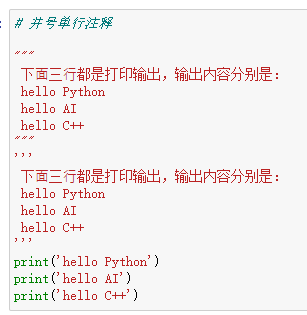 # 井号单行注释
"""
下面三行都是打印输出，输出内容分别是：
hello Python
hello AI
hello C++
"""
'''
下面三行都是打印输出，输出内容分别是：
hello Python
hello AI
hello C++
'''
print('hello Python')
print('hello AI')
print('hello C++')